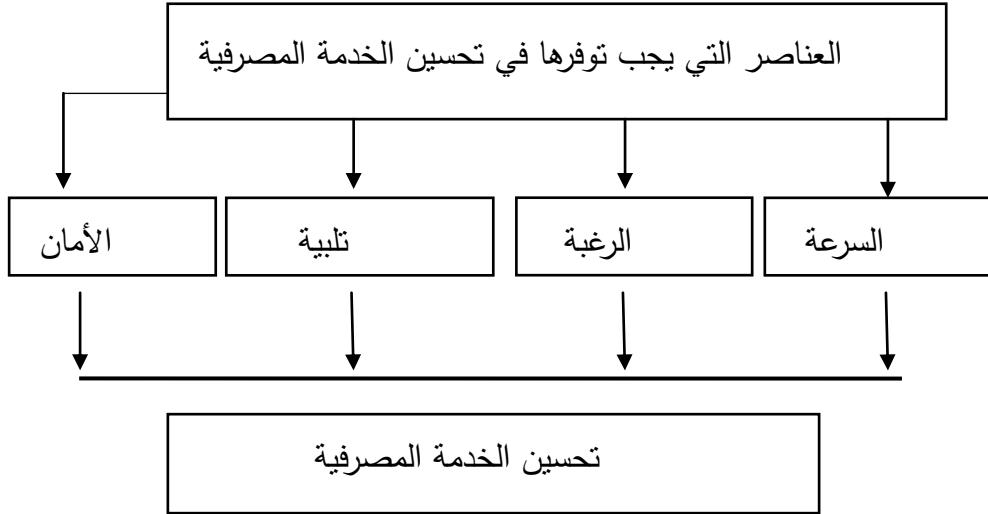 العناصر التي يجب توفرها في تحسين الخدمة المصرفية
السرعة
الرغبة
تلبية
الأمان
تحسين الخدمة المصرفية